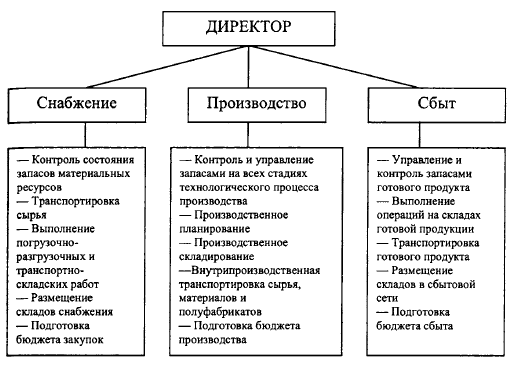 ДИРЕКТОР
Снабжение
Производство
Сбыт
— Контроль состояния
запасов материальных
ресурсов
— Транспортировка
сырья
— Выполнение
погрузочно-
разгрузочных и
транспортно-
складских работ
— Размещение
складов снабжения
— Подготовка
бюджета закупок
— Контроль и управление
запасами на всех стадиях
технологического процесса
производства
— Производственное
планирование
— Производственное
складирование
—Внутрипроизводственная
транспортировка сырья,
материалов и
полуфабрикатов
— Подготовка бюджета
производства
— Управление и
контроль запасами
готового продукта
— Выполнение
операций на складах
готовой продукции
— Транспортировка
готового продукта
— Размещение
складов в сбытовой
сети
— Подготовка
бюджета сбыта